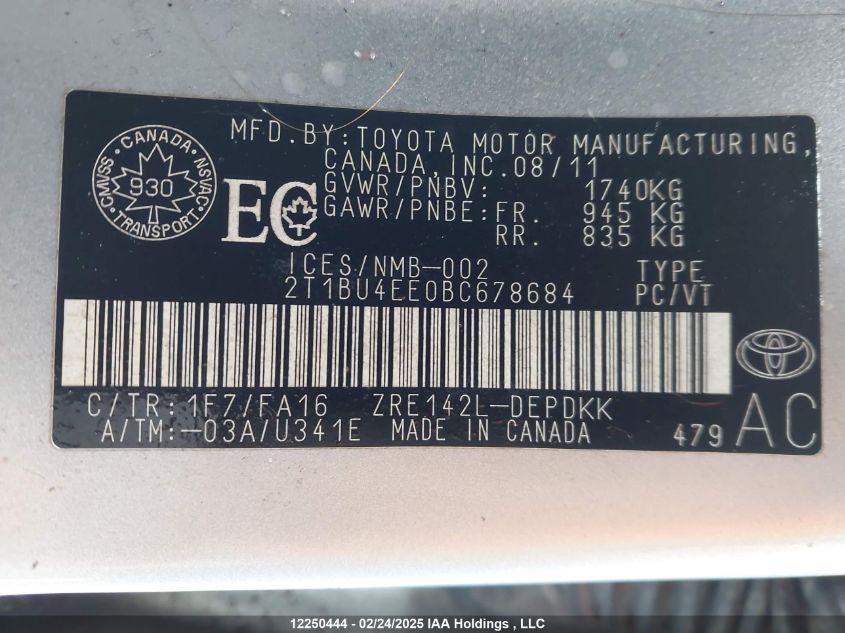 MFD.BY:TOYOTA MOTOR MANUFACTURING,
CANADA,INC.08/11
GVWR/PNBV: 1740KG
GAWR/PNBE:FR. 945 KG
RR. 835 KG
CANADA
CMVSS 930 NSVAC
TRANSPORT
EC
ICES/NMB-002 TYPE
2T1BU4EE0BC678684 PC/VT
C/TR:1F7/FA16 ZRE142L-DEPDKK
A/TM:-03A/U341E MADE IN CANADA 479 AC
12250444 - 02/24/2025 IAA Holdings , LLC